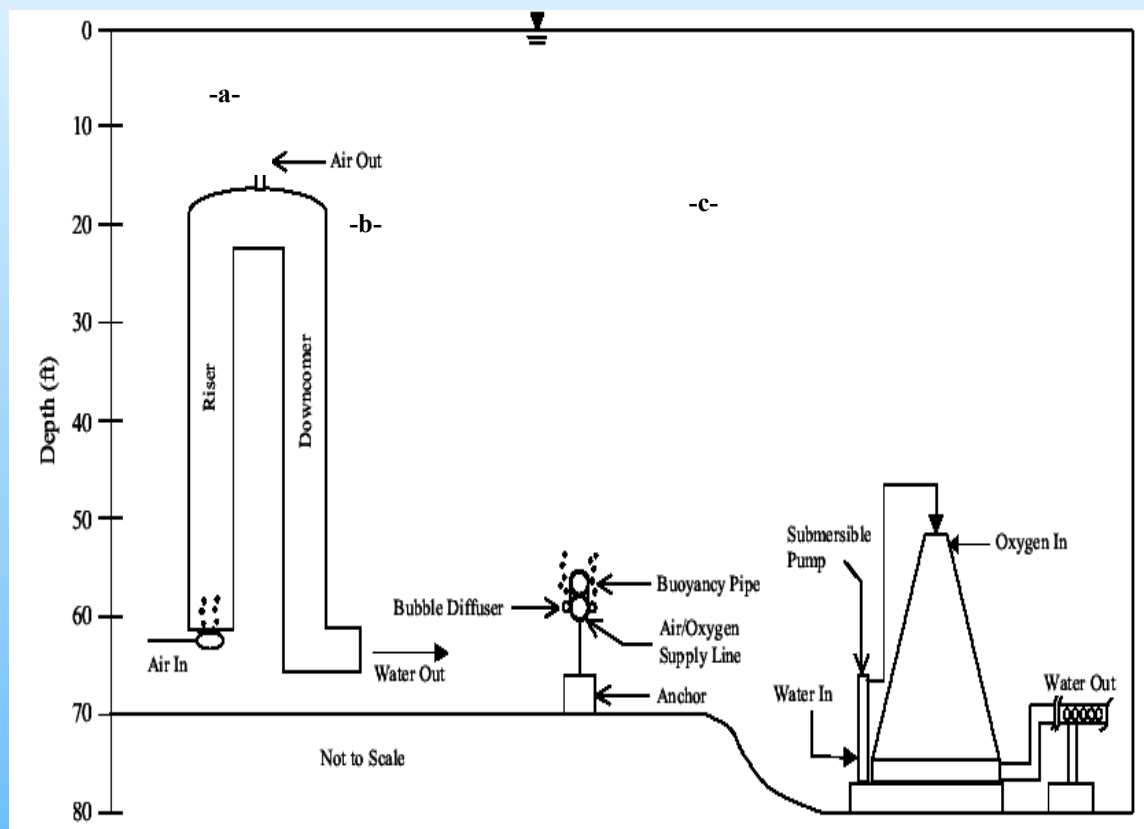 0
-a-
10
Air Out
20
-b-
-c-
30
Depth (ft)
Riser
Downcomer
40
50
Submersible
Pump
Oxygen In
Buoyancy Pipe
Bubble Diffuser
60
Air/Oxygen
Supply Line
Air In
Water Out
Anchor
Water In
Water Out
70
Not to Scale
80